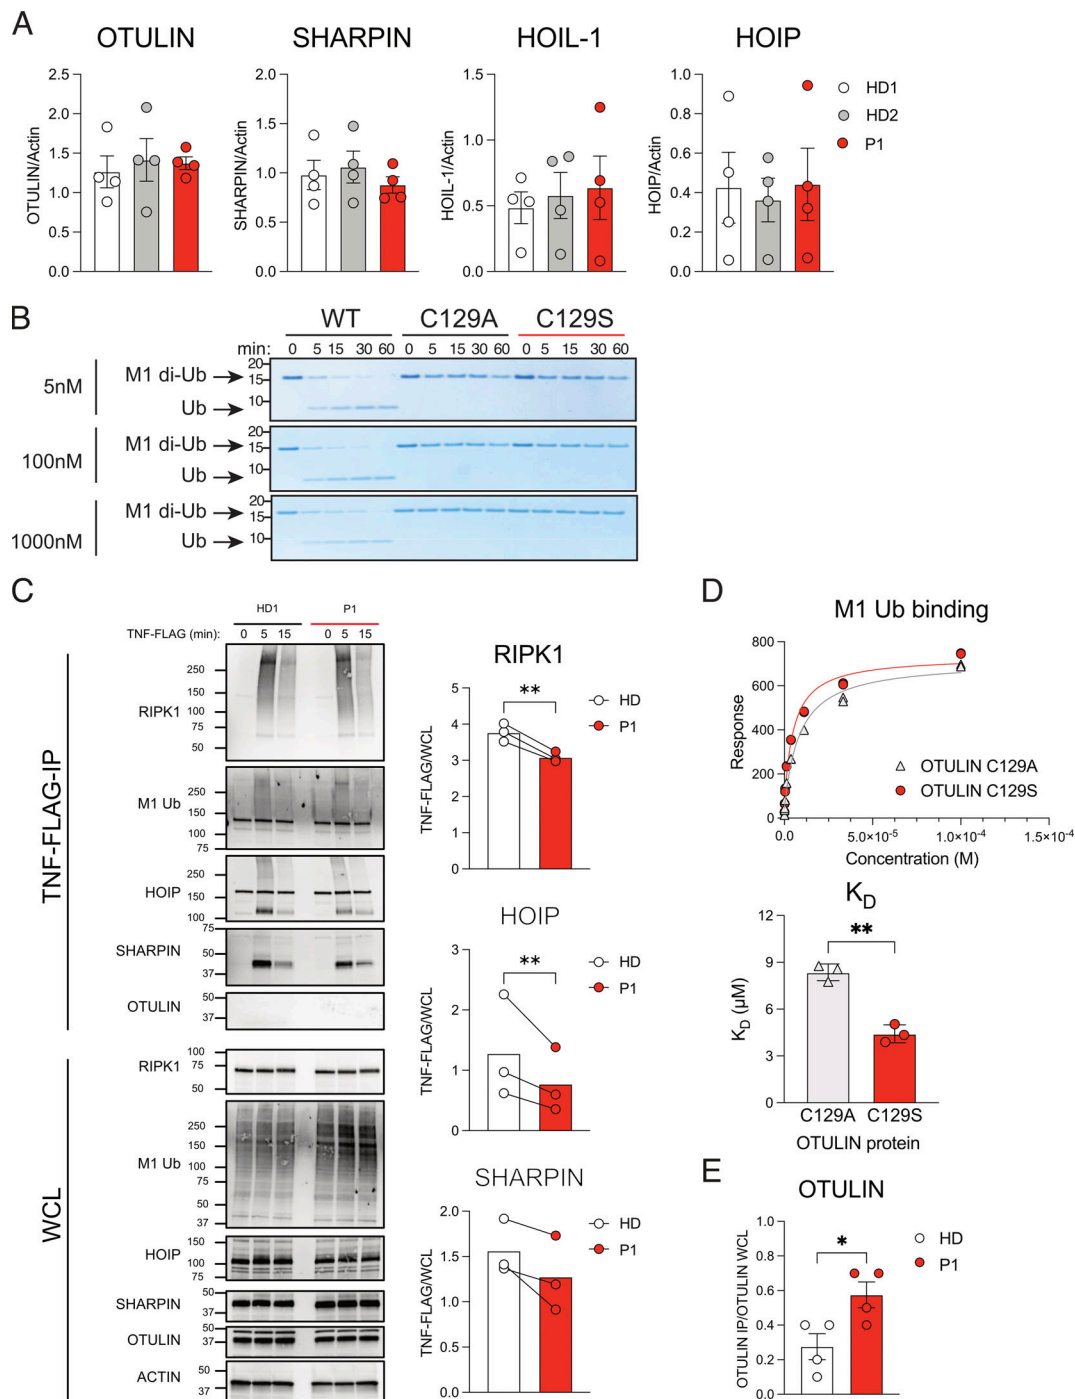 A
OTULIN
SHARPIN
HOIL-1
HOIP
OTULIN/Actin
2.5
2.0
1.5
1.0
0.5
0.0
SHARPIN/Actin
2.0
1.5
1.0
0.5
0.0
HOIL-1/Actin
1.5
1.0
0.5
0.0
HOIP/Actin
1.0
0.8
0.6
0.4
0.2
0.0
HD1
HD2
P1
B
WT C129A C129S
min: 0 5 15 30 60 0 5 15 30 60 0 5 15 30 60
5nM
M1 di-Ub
Ub
20
15
10
100nM
M1 di-Ub
Ub
20
15
10
1000nM
M1 di-Ub
Ub
20
15
10
C
HD1 P1
TNF-FLAG (min): 0 5 15 0 5 15
TNF-FLAG-IP
RIPK1
250
150
100
75
50
M1 Ub
250
150
100
75
HOIP
250
150
100
SHARPIN
75
50
37
OTULIN
50
37
WCL
RIPK1
100
75
50
M1 Ub
250
150
100
75
50
37
HOIP
150
100
75
SHARPIN
50
37
OTULIN
50
37
ACTIN
50
37
RIPK1
TNF-FLAG/WCL
5
4
3
2
1
0
**
HD
P1
HOIP
TNF-FLAG/WCL
3
2
1
0
**
HD
P1
SHARPIN
TNF-FLAG/WCL
2.0
1.5
1.0
0.5
0.0
HD
P1
D
M1 Ub binding
Response
800
600
400
200
0
OTULIN C129A
OTULIN C129S
0.0 5.0×10⁻⁵ 1.0×10⁻⁴ 1.5×10⁻⁴
Concentration (M)
K_D
K_D (µM)
12
9
6
3
0
**
C129A C129S
OTULIN protein
E
OTULIN
OTULIN IP/OTULIN WCL
1.0
0.8
0.6
0.4
0.2
0.0
*
HD
P1